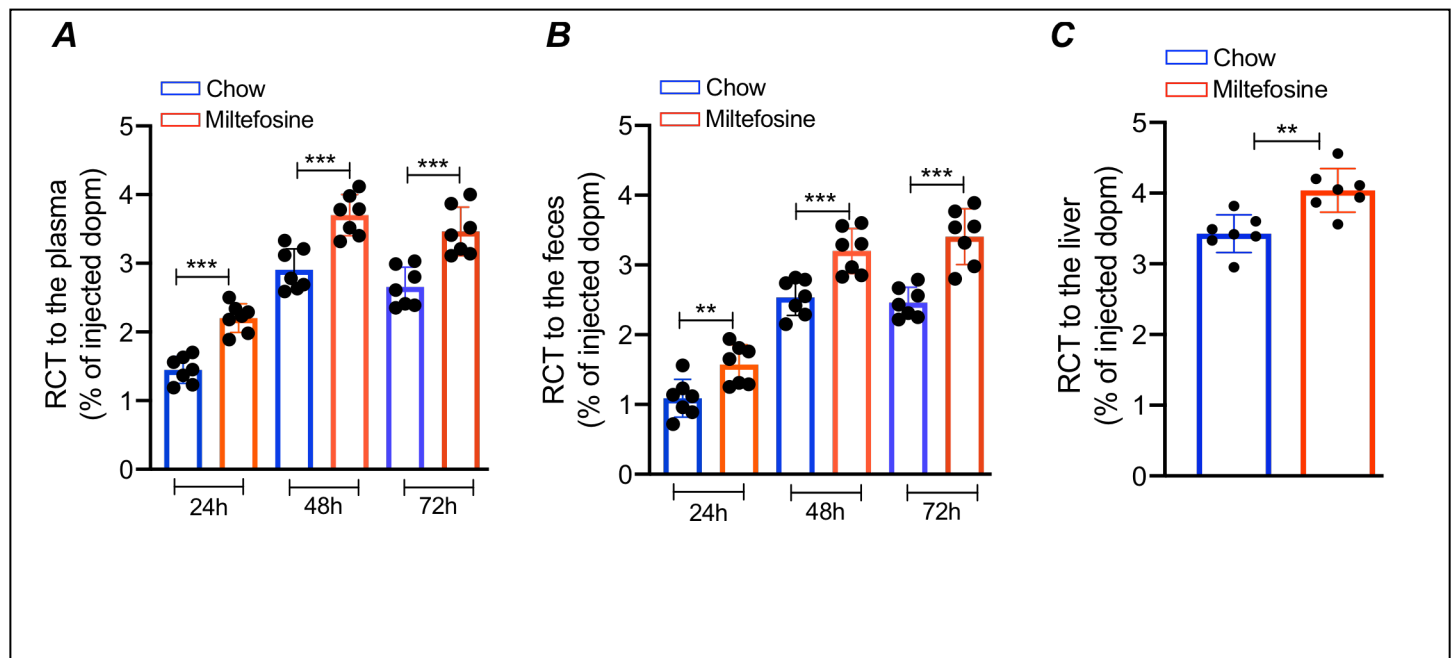 A
Chow
Miltefosine
RCT to the plasma
(% of injected dopm)
5
4
3
2
1
0
***
***
***
24h
48h
72h
B
Chow
Miltefosine
RCT to the feces
(% of injected dopm)
5
4
3
2
1
0
**
***
***
24h
48h
72h
C
Chow
Miltefosine
RCT to the liver
(% of injected dopm)
5
4
3
2
1
0
**